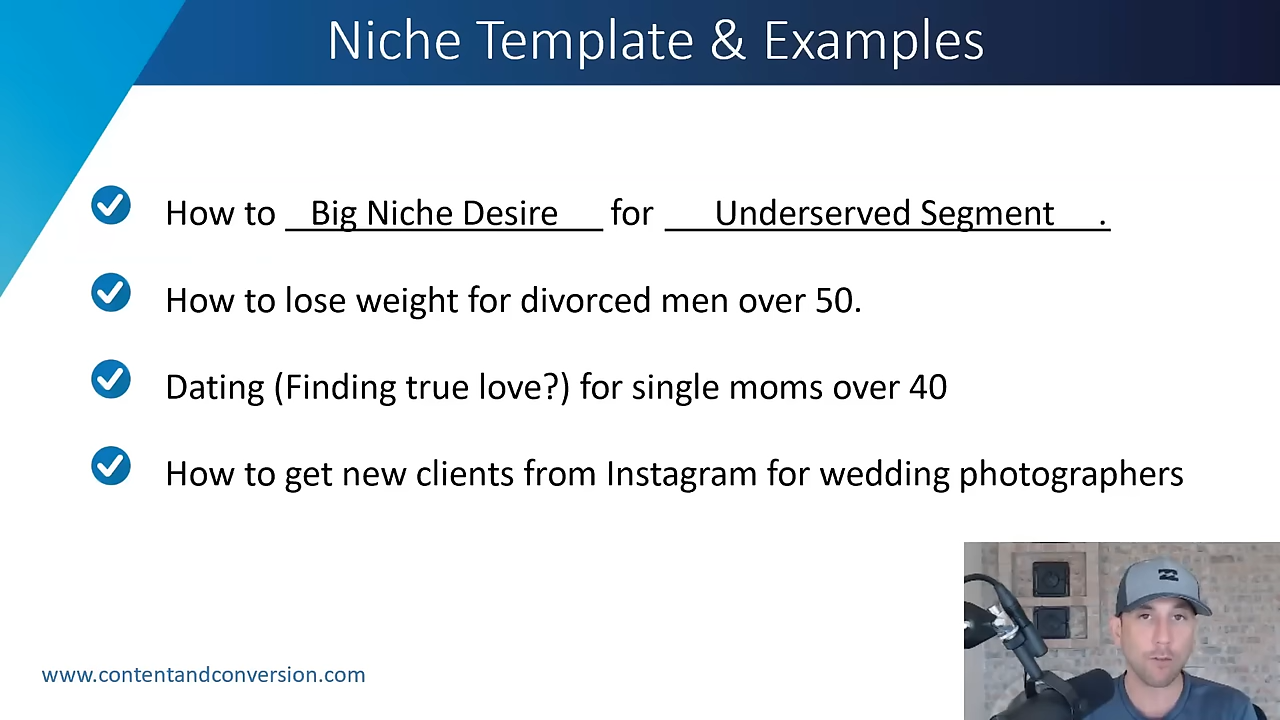 Niche Template & Examples
How to Big Niche Desire for Underserved Segment .
How to lose weight for divorced men over 50.
Dating (Finding true love?) for single moms over 40
How to get new clients from Instagram for wedding photographers
www.contentandconversion.com